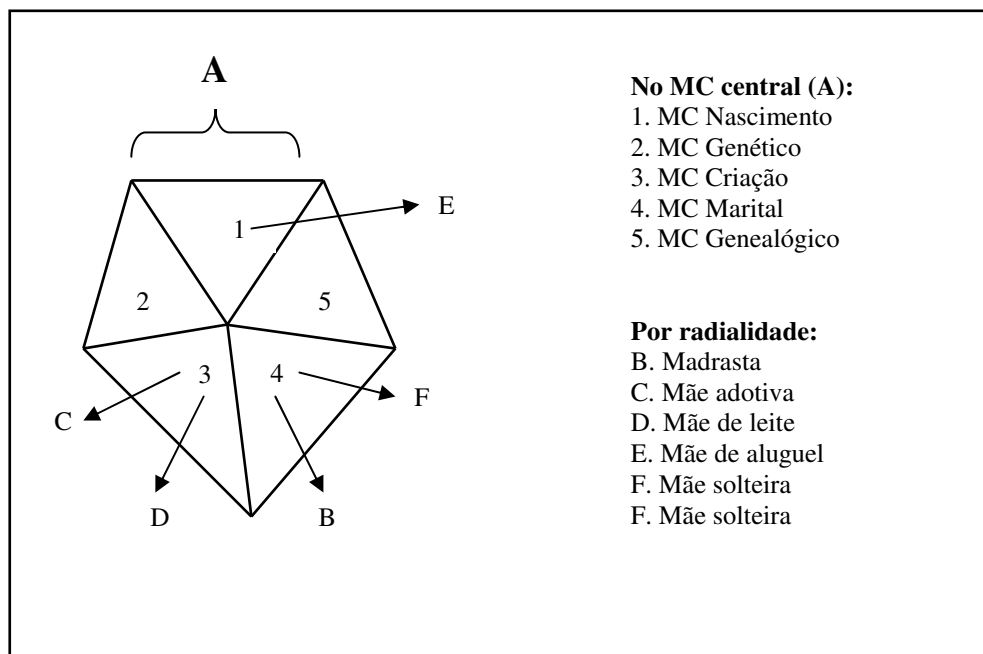 A
1
2
5
3
4
E
F
C
D
B
No MC central (A):
1. MC Nascimento
2. MC Genético
3. MC Criação
4. MC Marital
5. MC Genealógico
Por radialidade:
B. Madrasta
C. Mãe adotiva
D. Mãe de leite
E. Mãe de aluguel
F. Mãe solteira
F. Mãe solteira